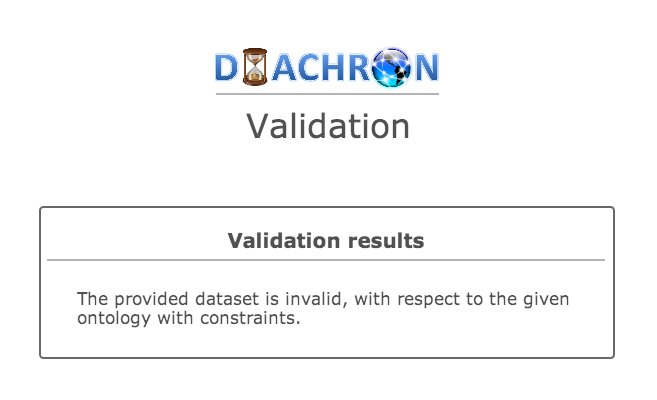 DIACHRON
Validation
Validation results
The provided dataset is invalid, with respect to the given
ontology with constraints.